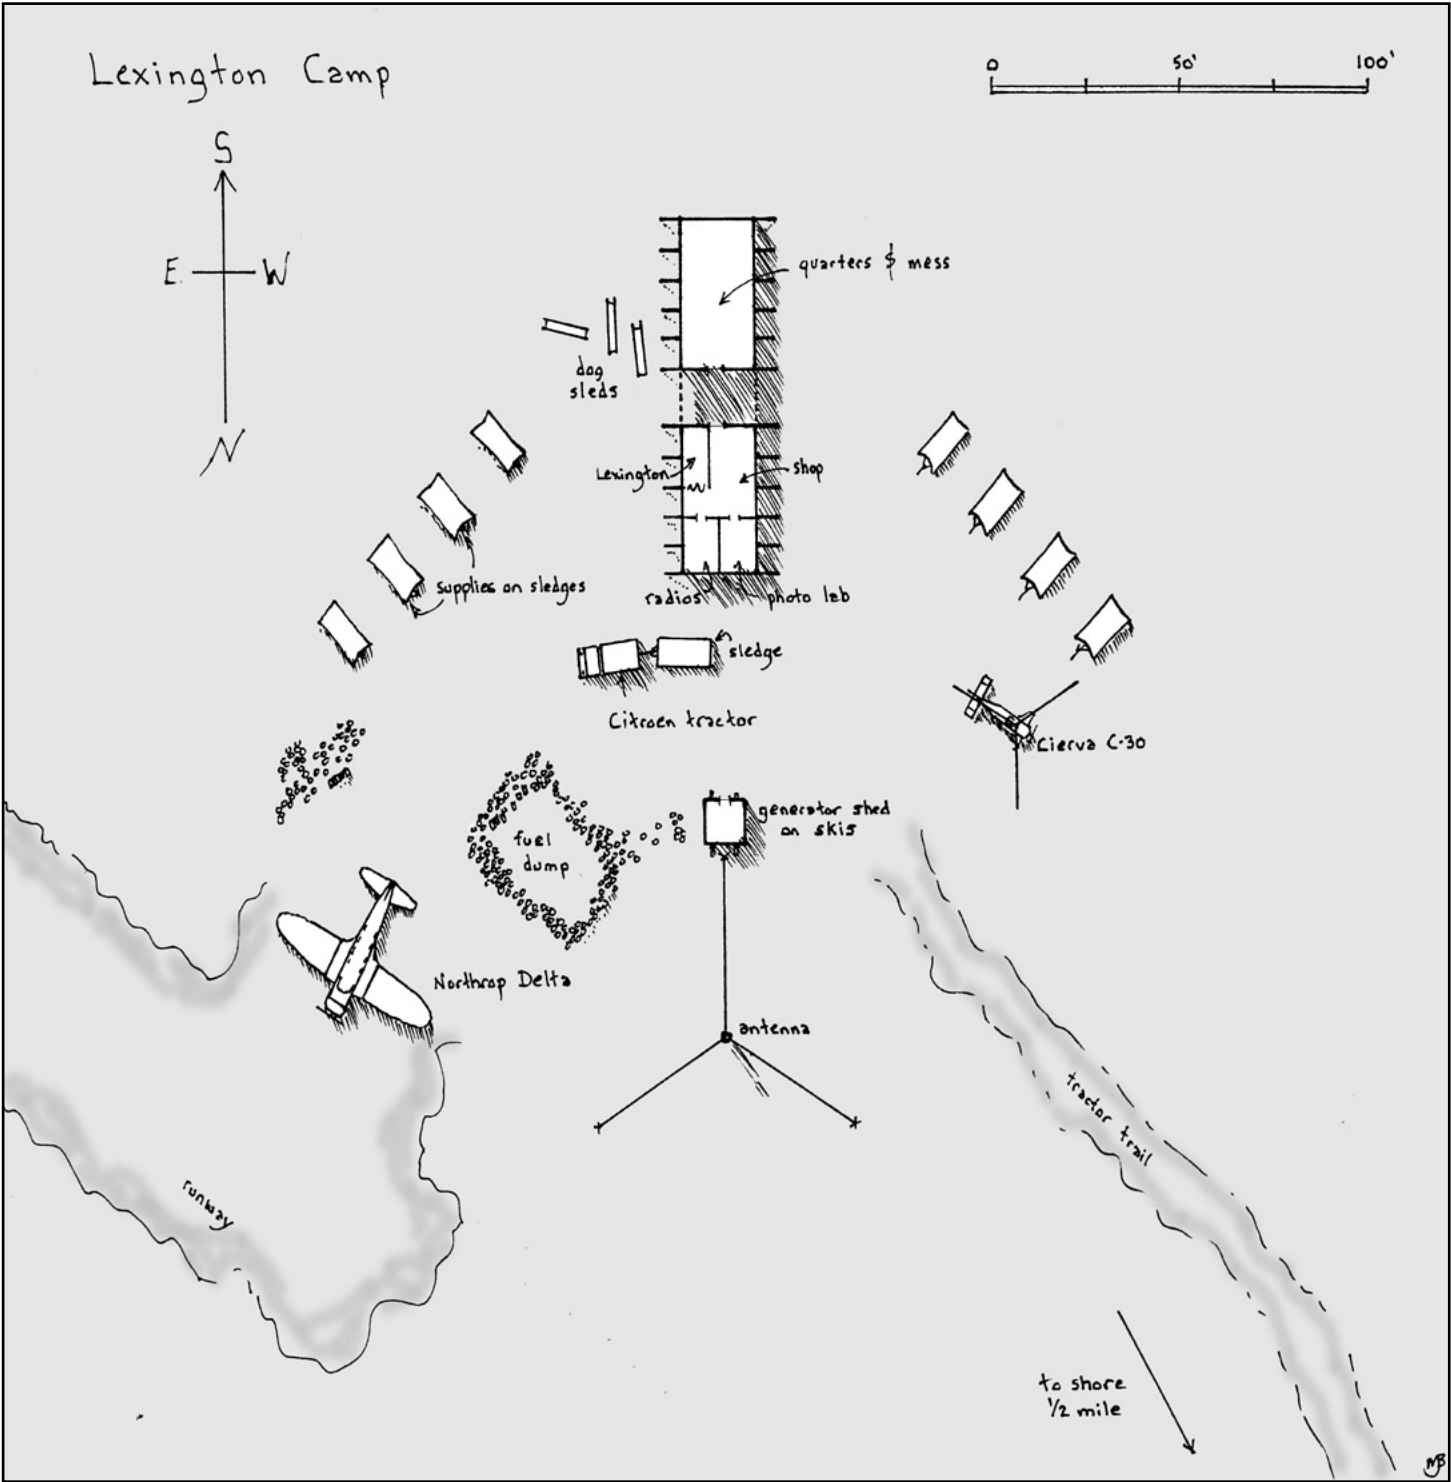 Lexington Camp
0 50' 100'
S
E W
N
quarters & mess
dog
sleds
Lexington
shop
supplies on sledges
radios
photo lab
sledge
Citroen tractor
Cierva C-30
generator shed
on skis
fuel
dump
Northrop Delta
antenna
tractor trail
runway
to shore
1/2 mile
MB